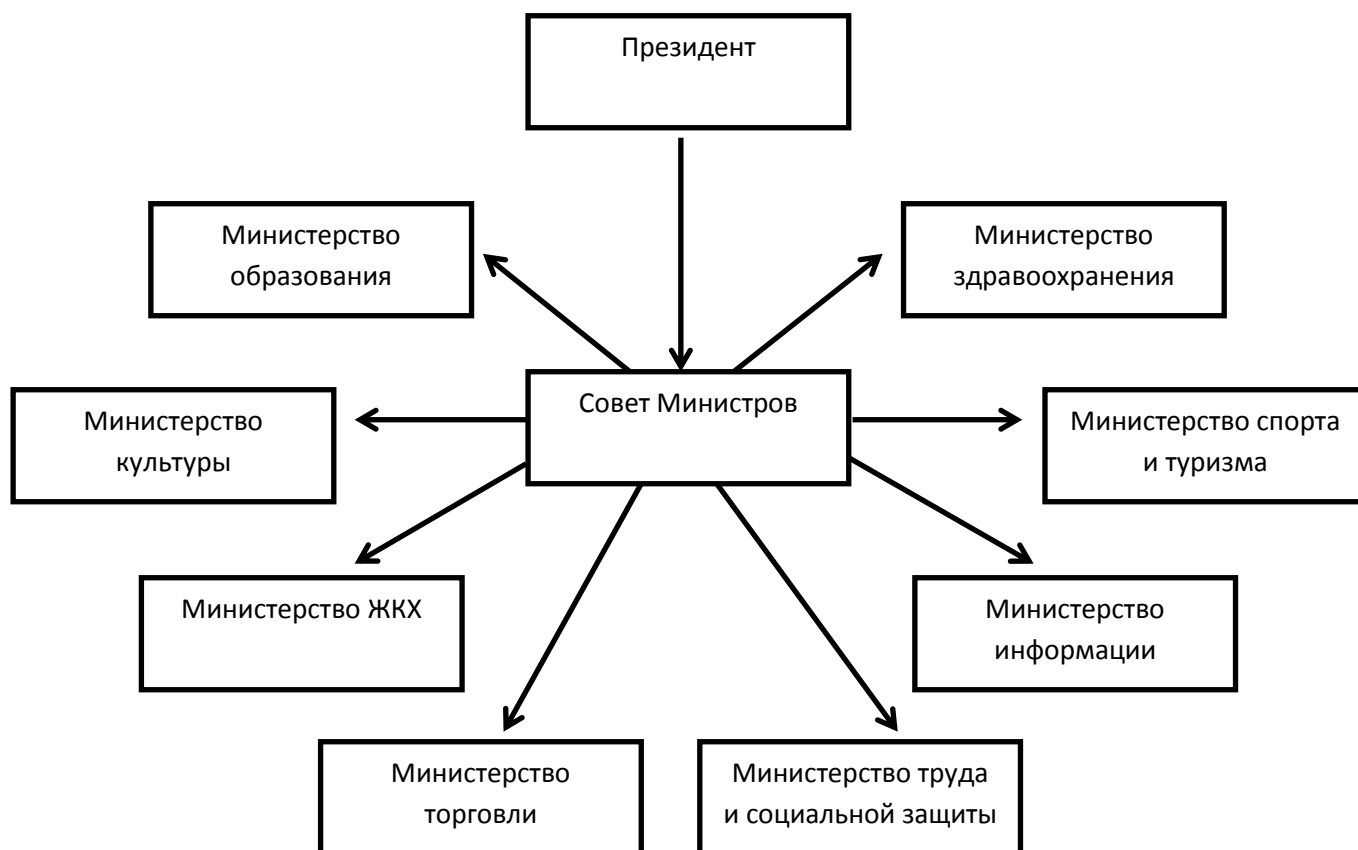 Президент
Министерство
образования
Министерство
здравоохранения
Совет Министров
Министерство
культуры
Министерство спорта
и туризма
Министерство ЖКХ
Министерство
информации
Министерство
торговли
Министерство труда
и социальной защиты